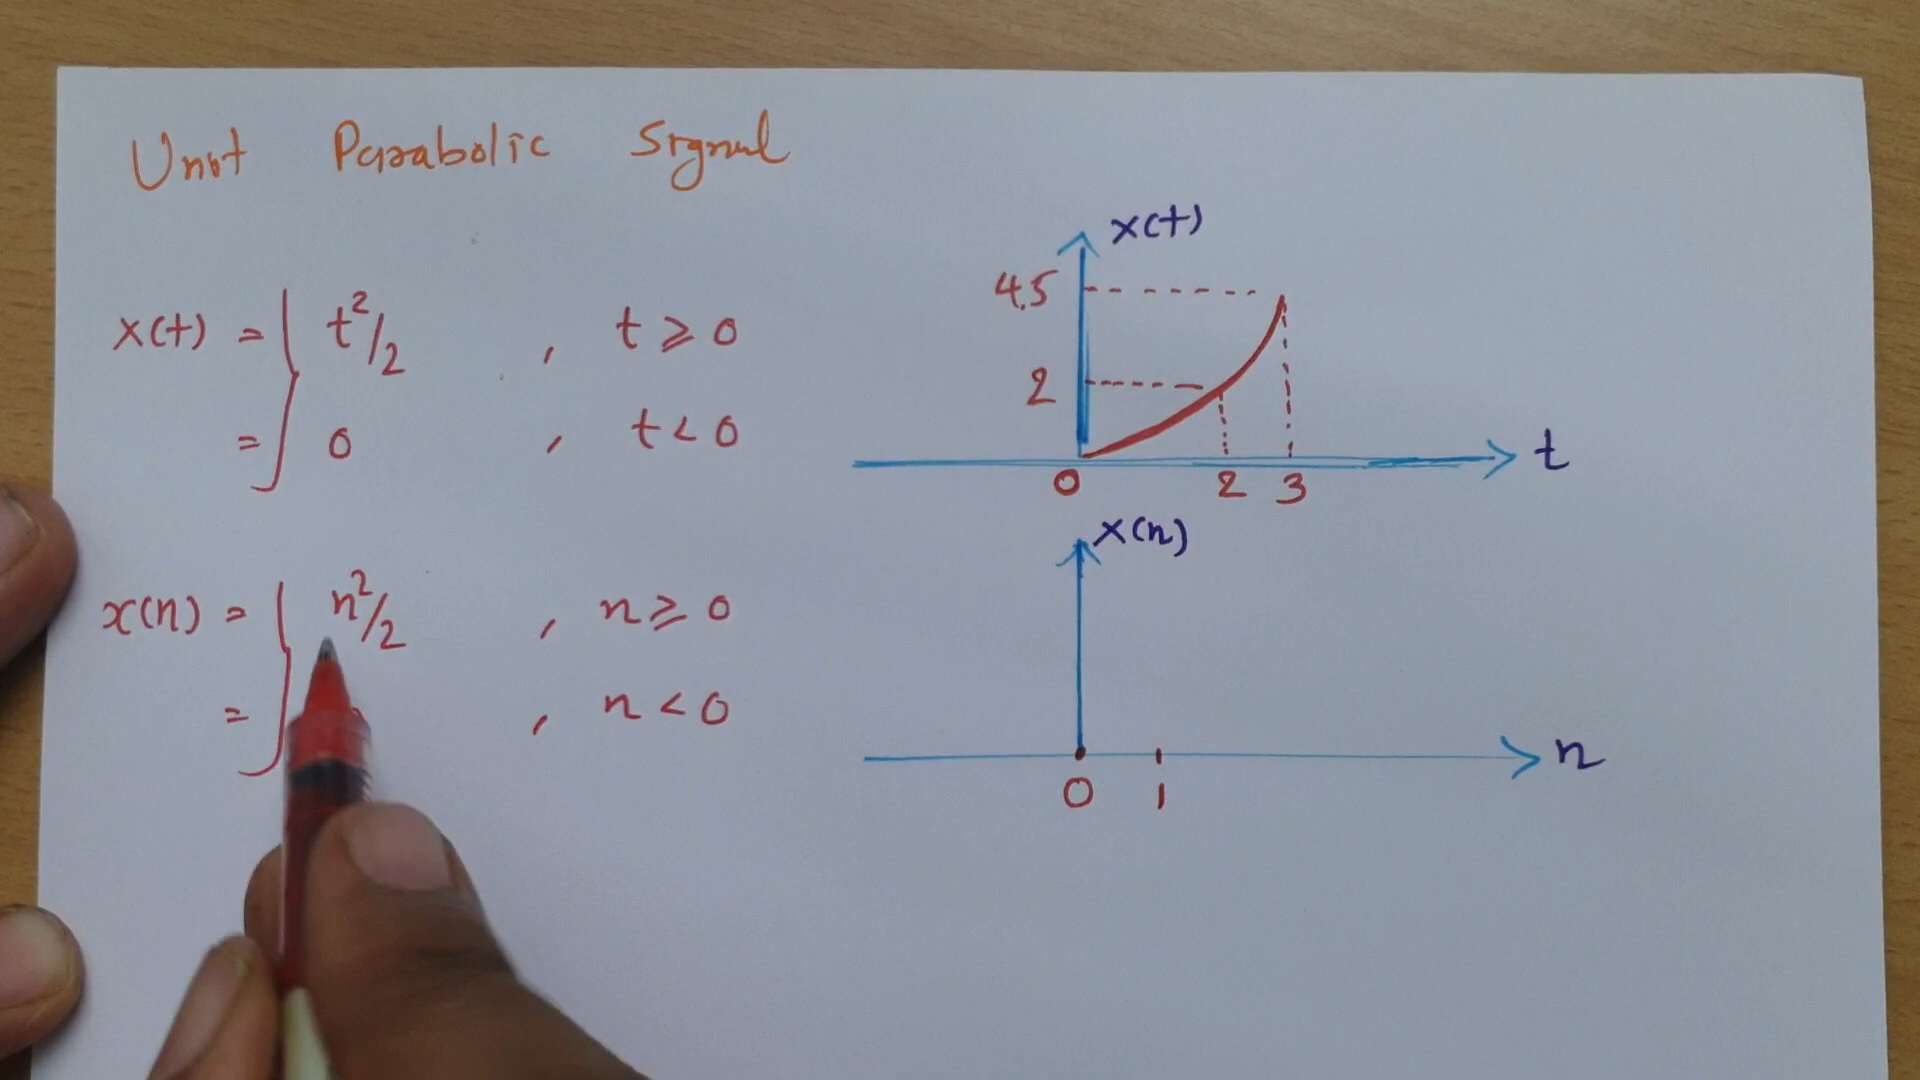 Unit Parabolic Signal
x(t) = { t²/2 , t ≥ 0
= 0 , t < 0
x(n) = { n²/2 , n ≥ 0
= , n < 0
x(t)
4.5
2
0 2 3
t
x(n)
0 1
n